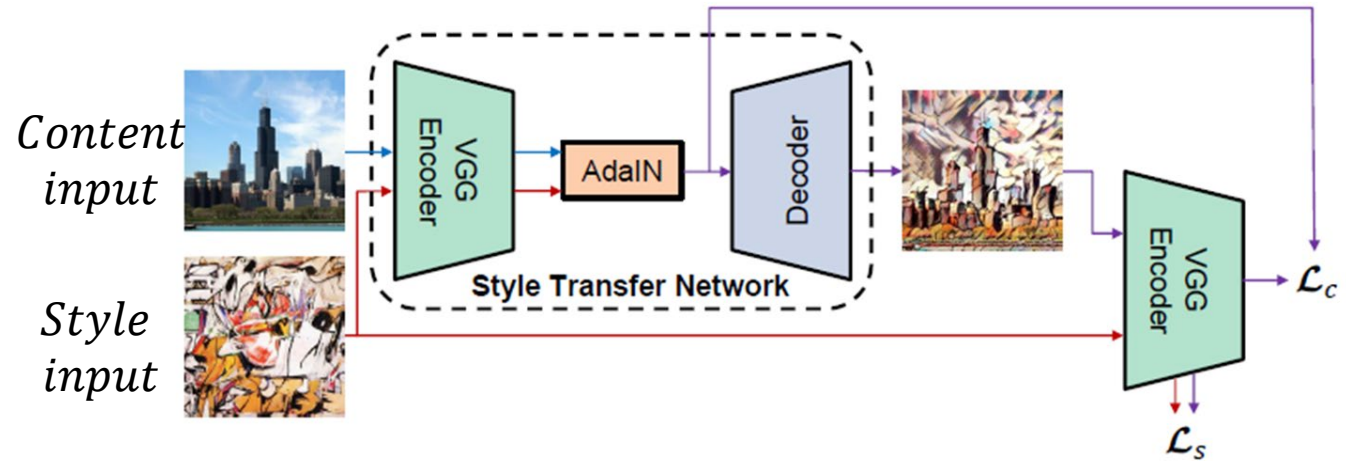 Content
input
VGG
Encoder
AdaIN
Decoder
Style Transfer Network
Style
input
VGG
Encoder
ℒc
ℒs